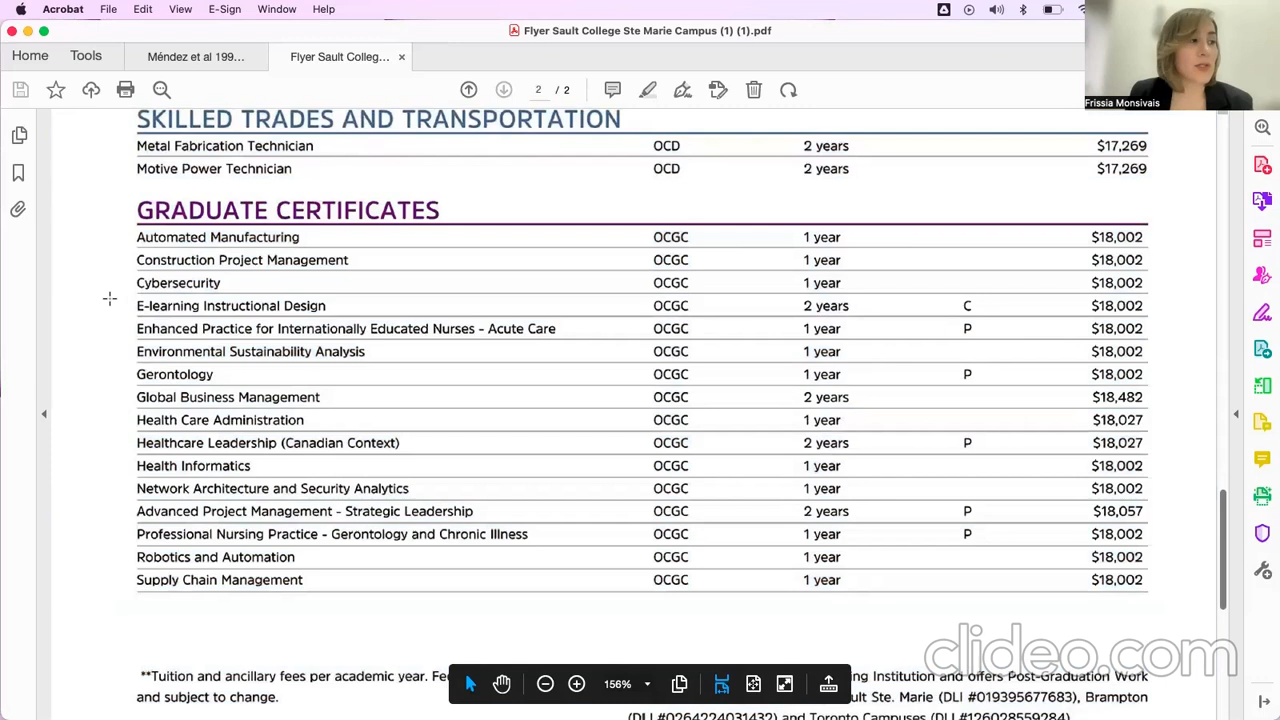 Acrobat File Edit View E-Sign Window Help
Flyer Sault College Ste Marie Campus (1) (1).pdf
Home Tools Méndez et al 199... Flyer Sault Colleg... ×
2 / 2
Frissia Monsivais
SKILLED TRADES AND TRANSPORTATION
Metal Fabrication Technician OCD 2 years $17,269
Motive Power Technician OCD 2 years $17,269
GRADUATE CERTIFICATES
Automated Manufacturing OCGC 1 year $18,002
Construction Project Management OCGC 1 year $18,002
Cybersecurity OCGC 1 year $18,002
E-learning Instructional Design OCGC 2 years C $18,002
Enhanced Practice for Internationally Educated Nurses - Acute Care OCGC 1 year P $18,002
Environmental Sustainability Analysis OCGC 1 year $18,002
Gerontology OCGC 1 year P $18,002
Global Business Management OCGC 2 years $18,482
Health Care Administration OCGC 1 year $18,027
Healthcare Leadership (Canadian Context) OCGC 2 years P $18,027
Health Informatics OCGC 1 year $18,002
Network Architecture and Security Analytics OCGC 1 year $18,002
Advanced Project Management - Strategic Leadership OCGC 2 years P $18,057
Professional Nursing Practice - Gerontology and Chronic Illness OCGC 1 year P $18,002
Robotics and Automation OCGC 1 year $18,002
Supply Chain Management OCGC 1 year $18,002
clideo.com
**Tuition and ancillary fees per academic year. Institution and offers Post-Graduation Work
and subject to change. Sault Ste. Marie (DLI #019395677683), Brampton
(DLI #0264224031432) and Toronto Campuses (DLI #126028559284).
156%